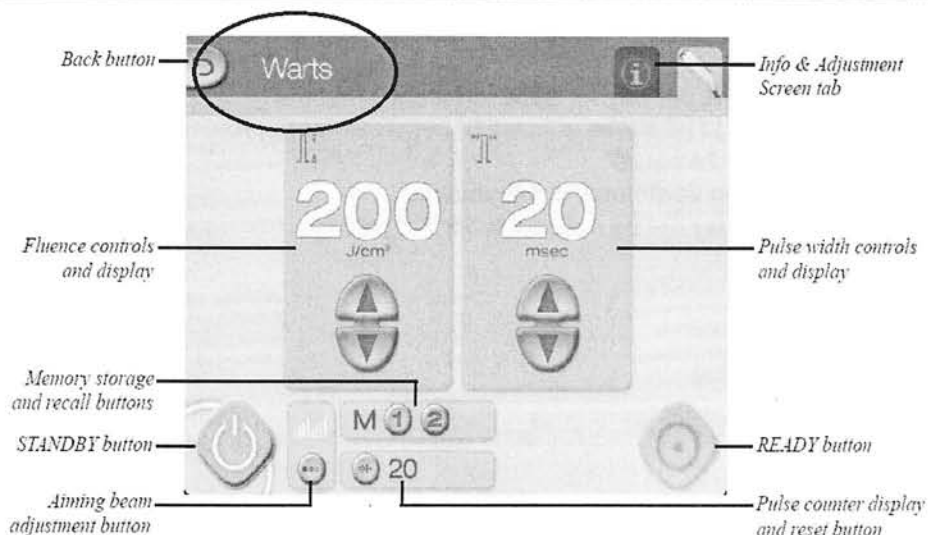 Back button
Warts
Info & Adjustment
Screen tab
200
J/cm²
20
msec
Fluence controls
and display
Pulse width controls
and display
Memory storage
and recall buttons
M 1 2
STANDBY button
READY button
20
Aiming beam
adjustment button
Pulse counter display
and reset button